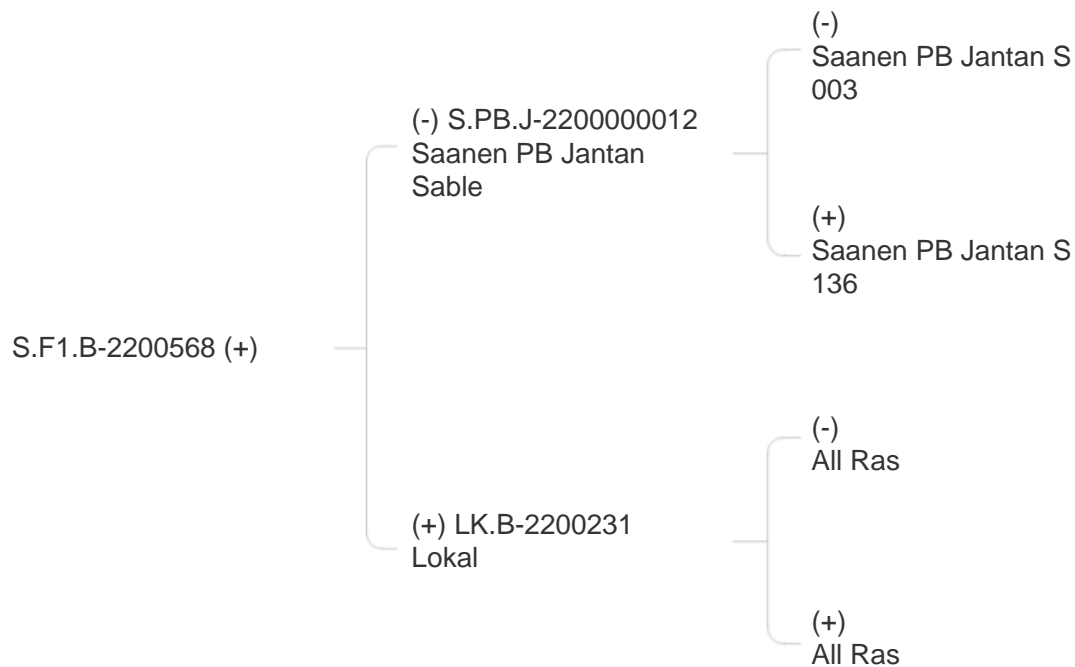 (-)
Saanen PB Jantan S
003
(-) S.PB.J-2200000012
Saanen PB Jantan
Sable
(+)
Saanen PB Jantan S
136
S.F1.B-2200568 (+)
(-)
All Ras
(+) LK.B-2200231
Lokal
(+)
All Ras